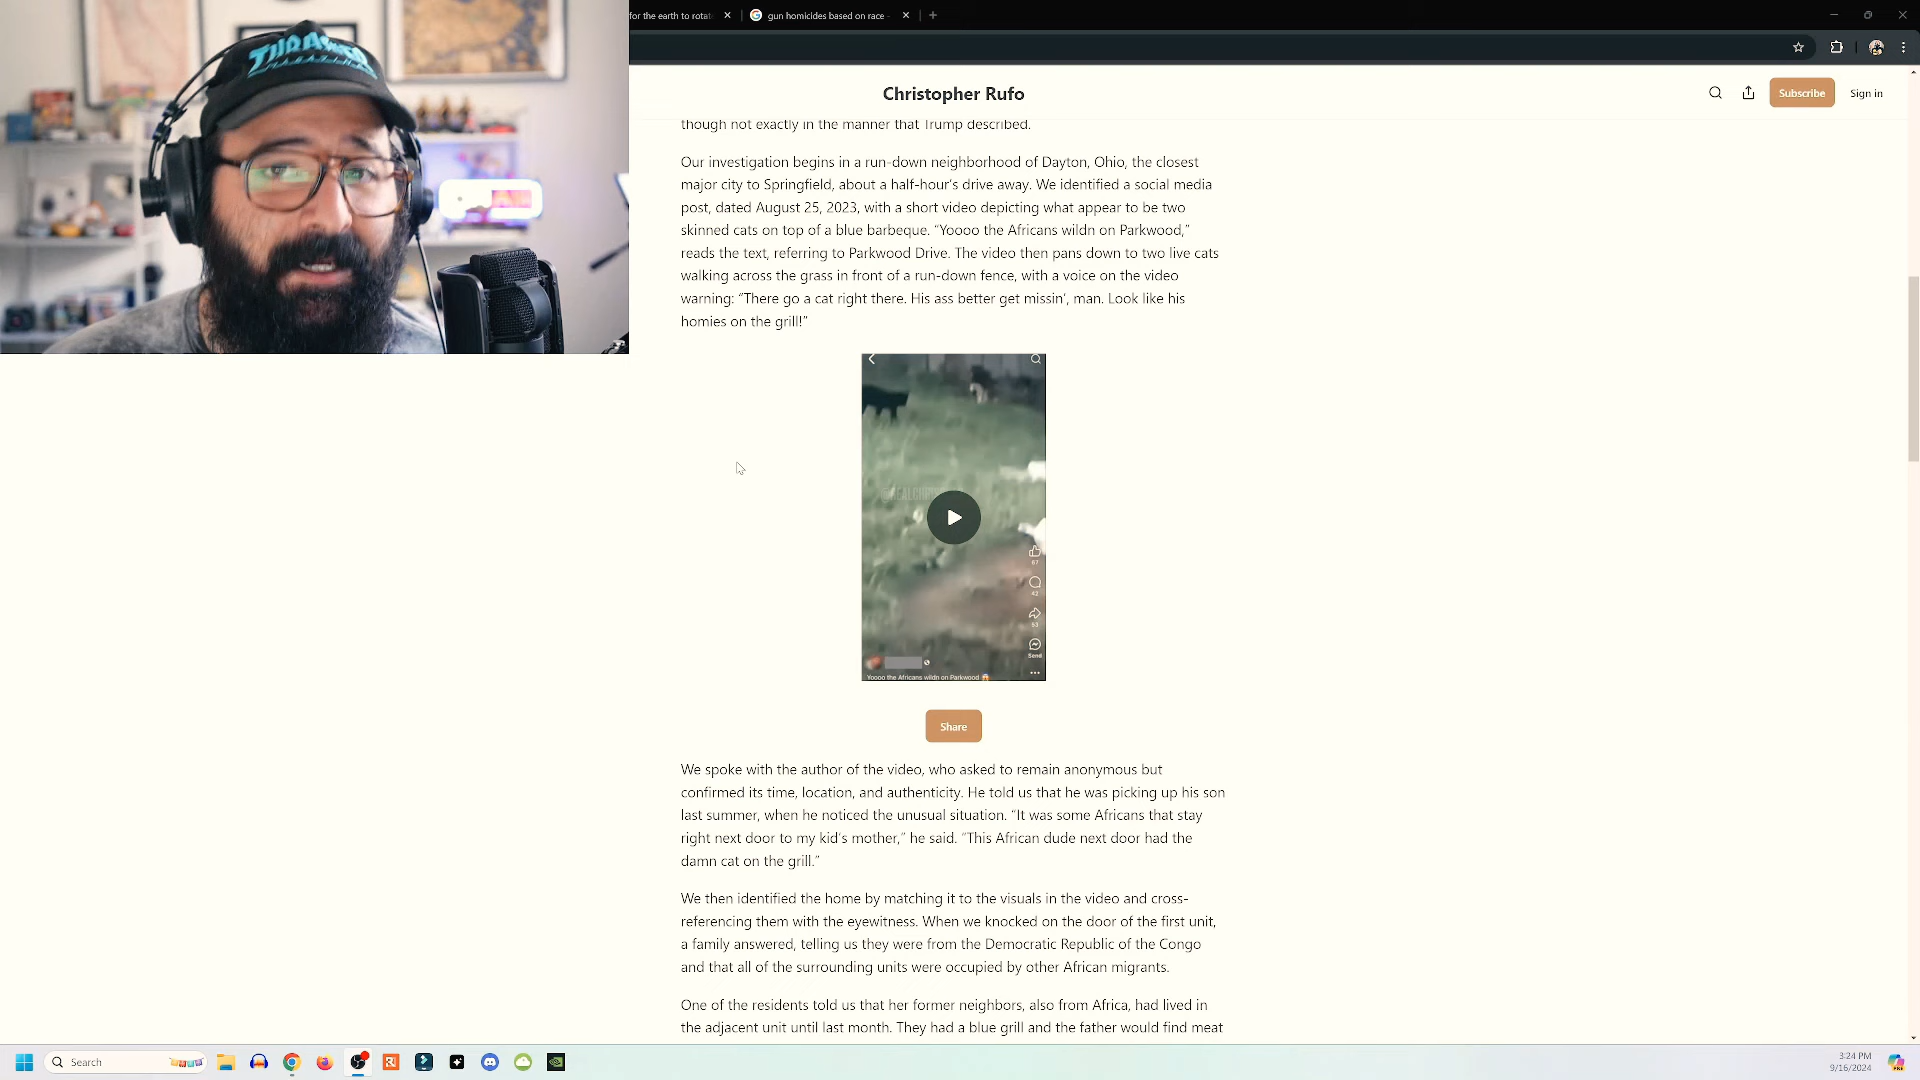 THRASHER
MAGAZINE
for the earth to rotat
gun homicides based on race -
Christopher Rufo
Subscribe
Sign in
though not exactly in the manner that Trump described.
Our investigation begins in a run-down neighborhood of Dayton, Ohio, the closest
major city to Springfield, about a half-hour's drive away. We identified a social media
post, dated August 25, 2023, with a short video depicting what appear to be two
skinned cats on top of a blue barbeque. “Yoooo the Africans wildn on Parkwood,”
reads the text, referring to Parkwood Drive. The video then pans down to two live cats
walking across the grass in front of a run-down fence, with a voice on the video
warning: “There go a cat right there. His ass better get missin', man. Look like his
homies on the grill!”
67
42
53
Send
Yoooo the Africans wildn on Parkwood
Share
We spoke with the author of the video, who asked to remain anonymous but
confirmed its time, location, and authenticity. He told us that he was picking up his son
last summer, when he noticed the unusual situation. “It was some Africans that stay
right next door to my kid's mother,” he said. “This African dude next door had the
damn cat on the grill.”
We then identified the home by matching it to the visuals in the video and cross-
referencing them with the eyewitness. When we knocked on the door of the first unit,
a family answered, telling us they were from the Democratic Republic of the Congo
and that all of the surrounding units were occupied by other African migrants.
One of the residents told us that her former neighbors, also from Africa, had lived in
the adjacent unit until last month. They had a blue grill and the father would find meat
Search
3:24 PM
9/16/2024